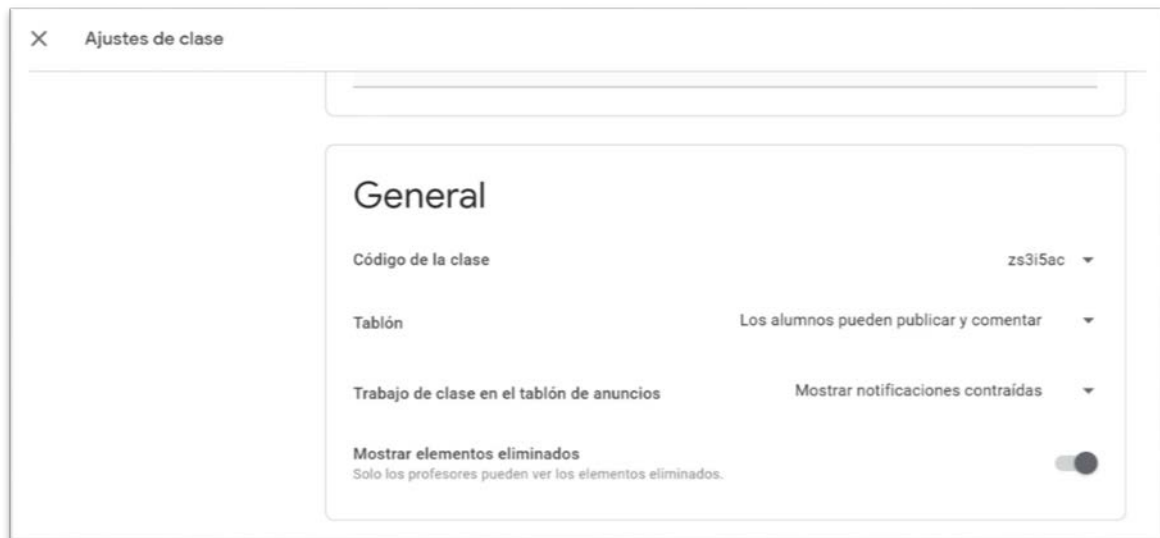 Ajustes de clase
General
Código de la clase zs3i5ac
Tablón Los alumnos pueden publicar y comentar
Trabajo de clase en el tablón de anuncios Mostrar notificaciones contraídas
Mostrar elementos eliminados
Solo los profesores pueden ver los elementos eliminados.